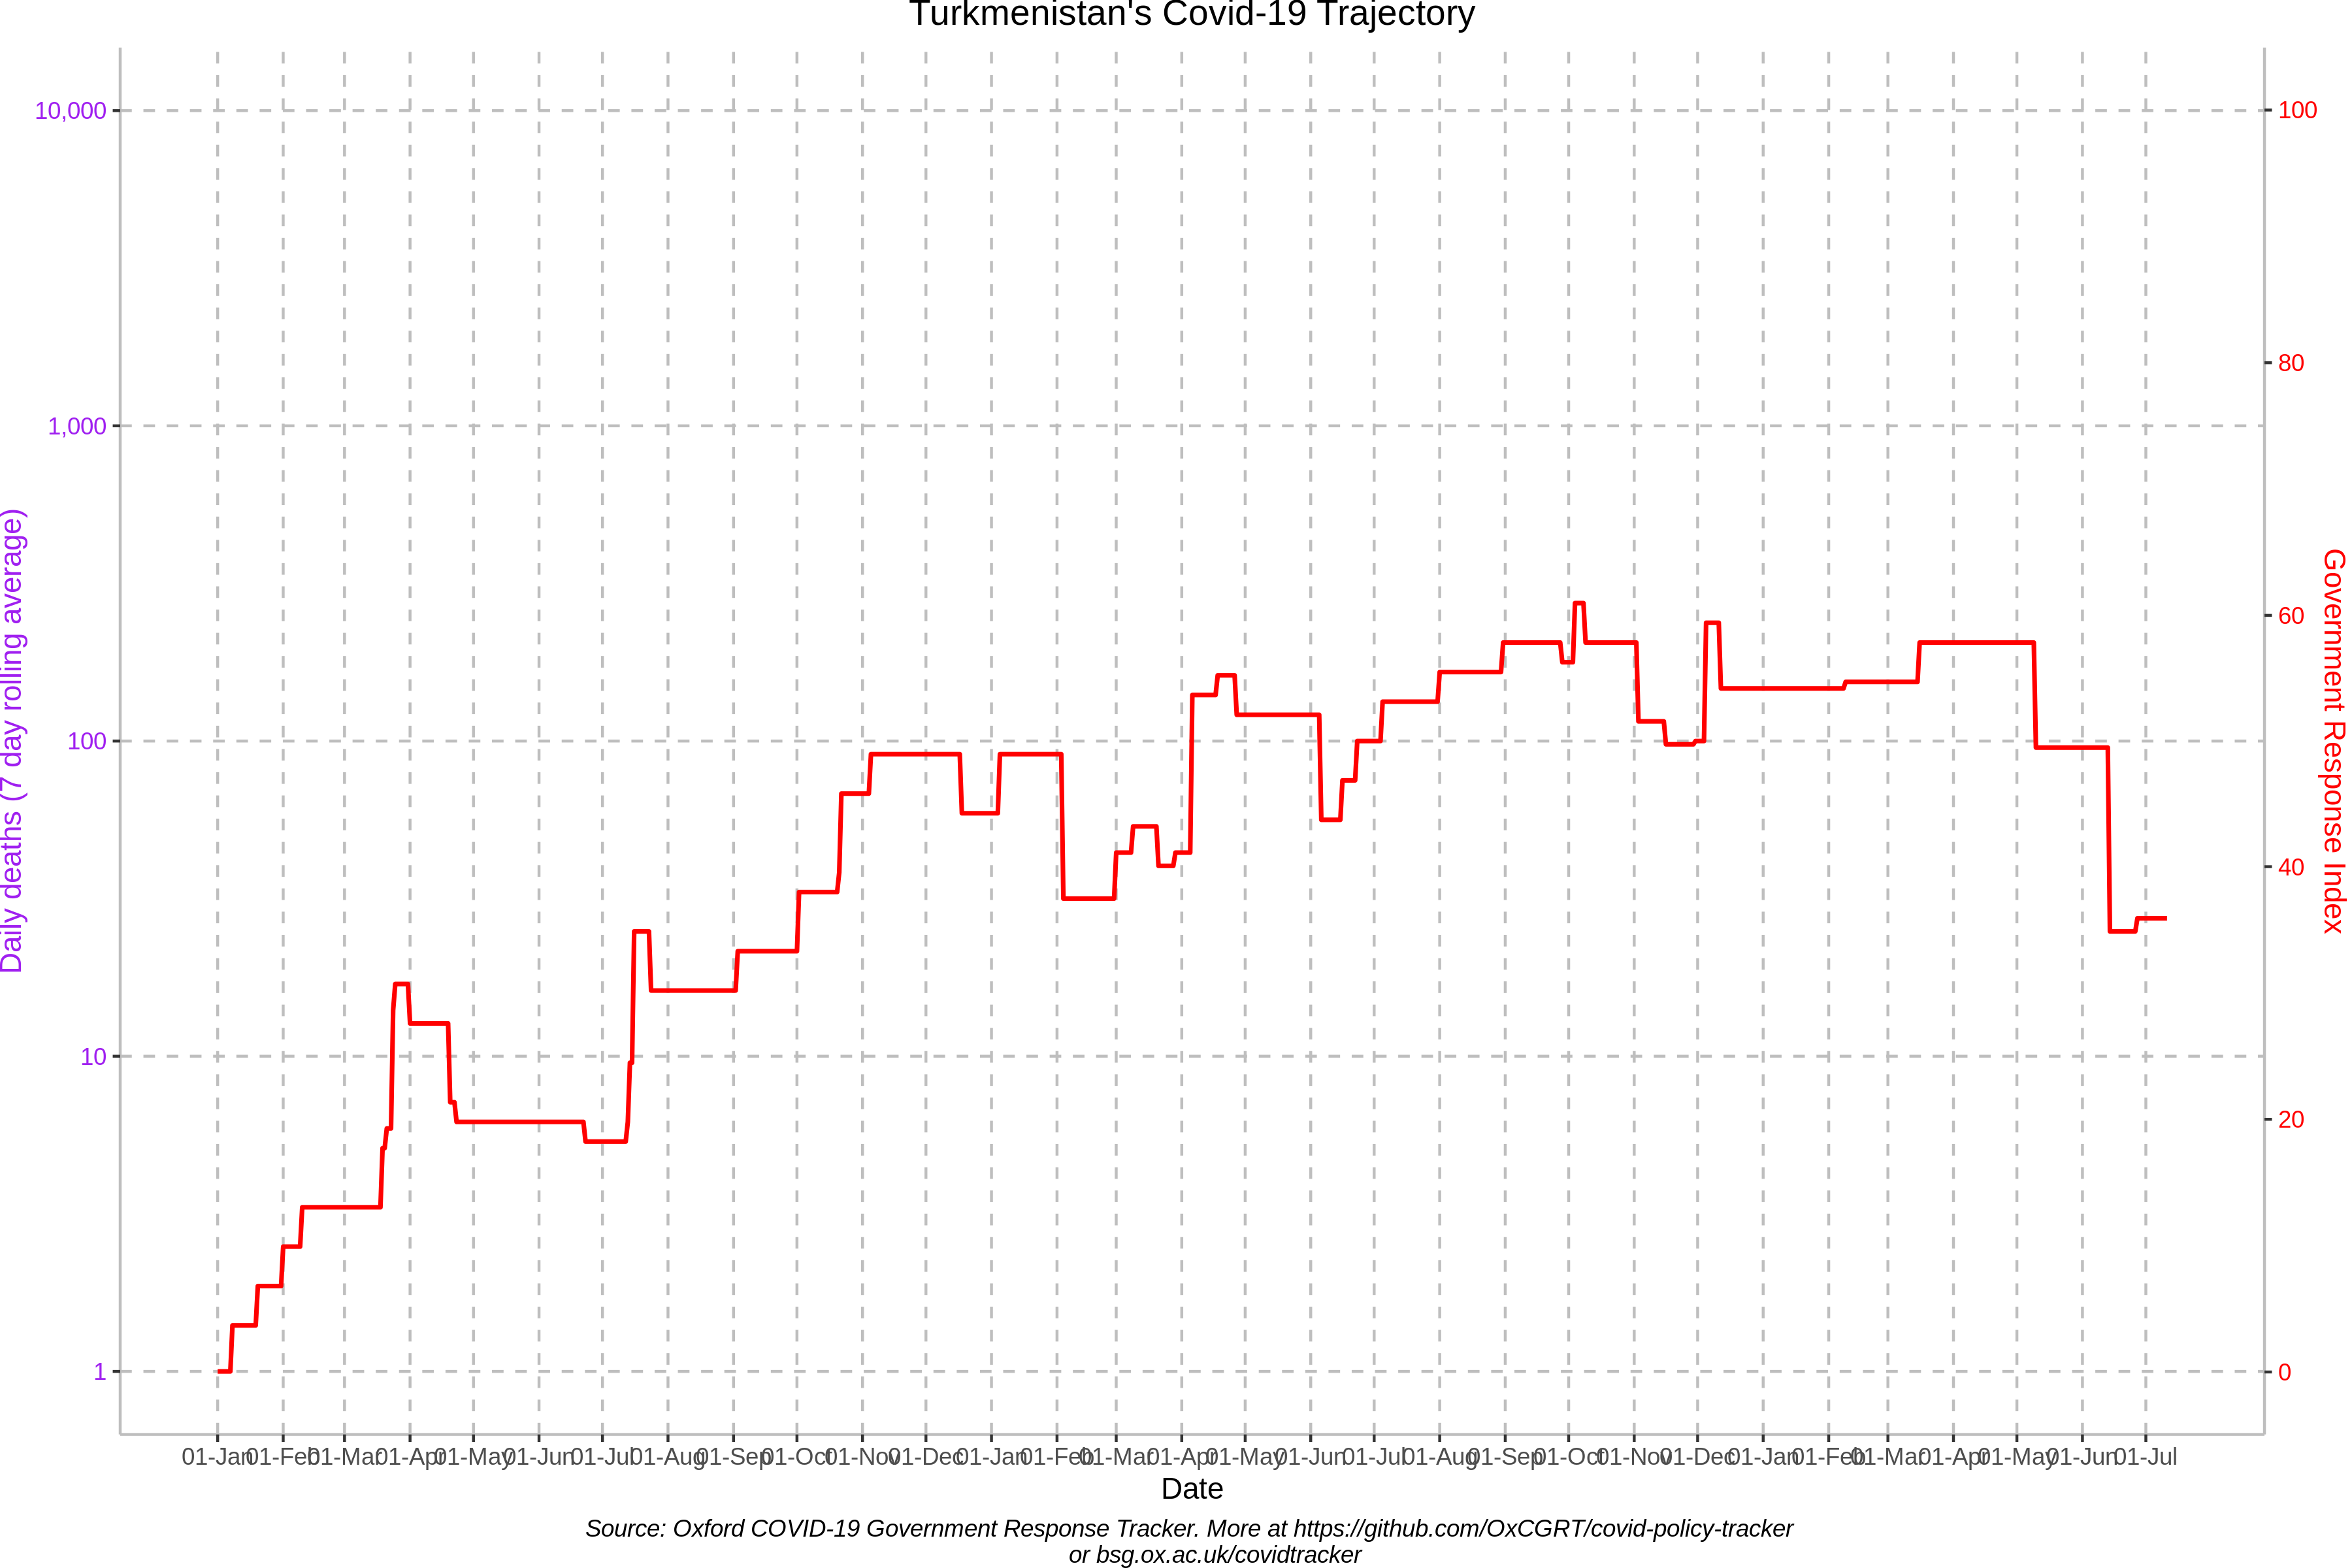 Turkmenistan's Covid-19 Trajectory
10,000
1,000
100
10
1
Daily deaths (7 day rolling average)
100
80
60
40
20
0
Government Response Index
01-Jan 01-Feb 01-Mar 01-Apr 01-May 01-Jun 01-Jul 01-Aug 01-Sep 01-Oct 01-Nov 01-Dec 01-Jan 01-Feb 01-Mar 01-Apr 01-May 01-Jun 01-Jul 01-Aug 01-Sep 01-Oct 01-Nov 01-Dec 01-Jan 01-Feb 01-Mar 01-Apr 01-May 01-Jun 01-Jul
Date
Source: Oxford COVID-19 Government Response Tracker. More at https://github.com/OxCGRT/covid-policy-tracker
or bsg.ox.ac.uk/covidtracker